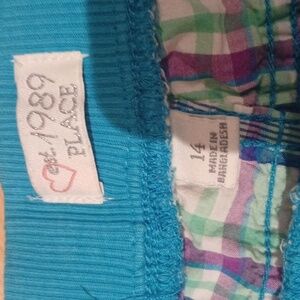 est. 1989
PLACE
14
MADE IN
BANGLADESH